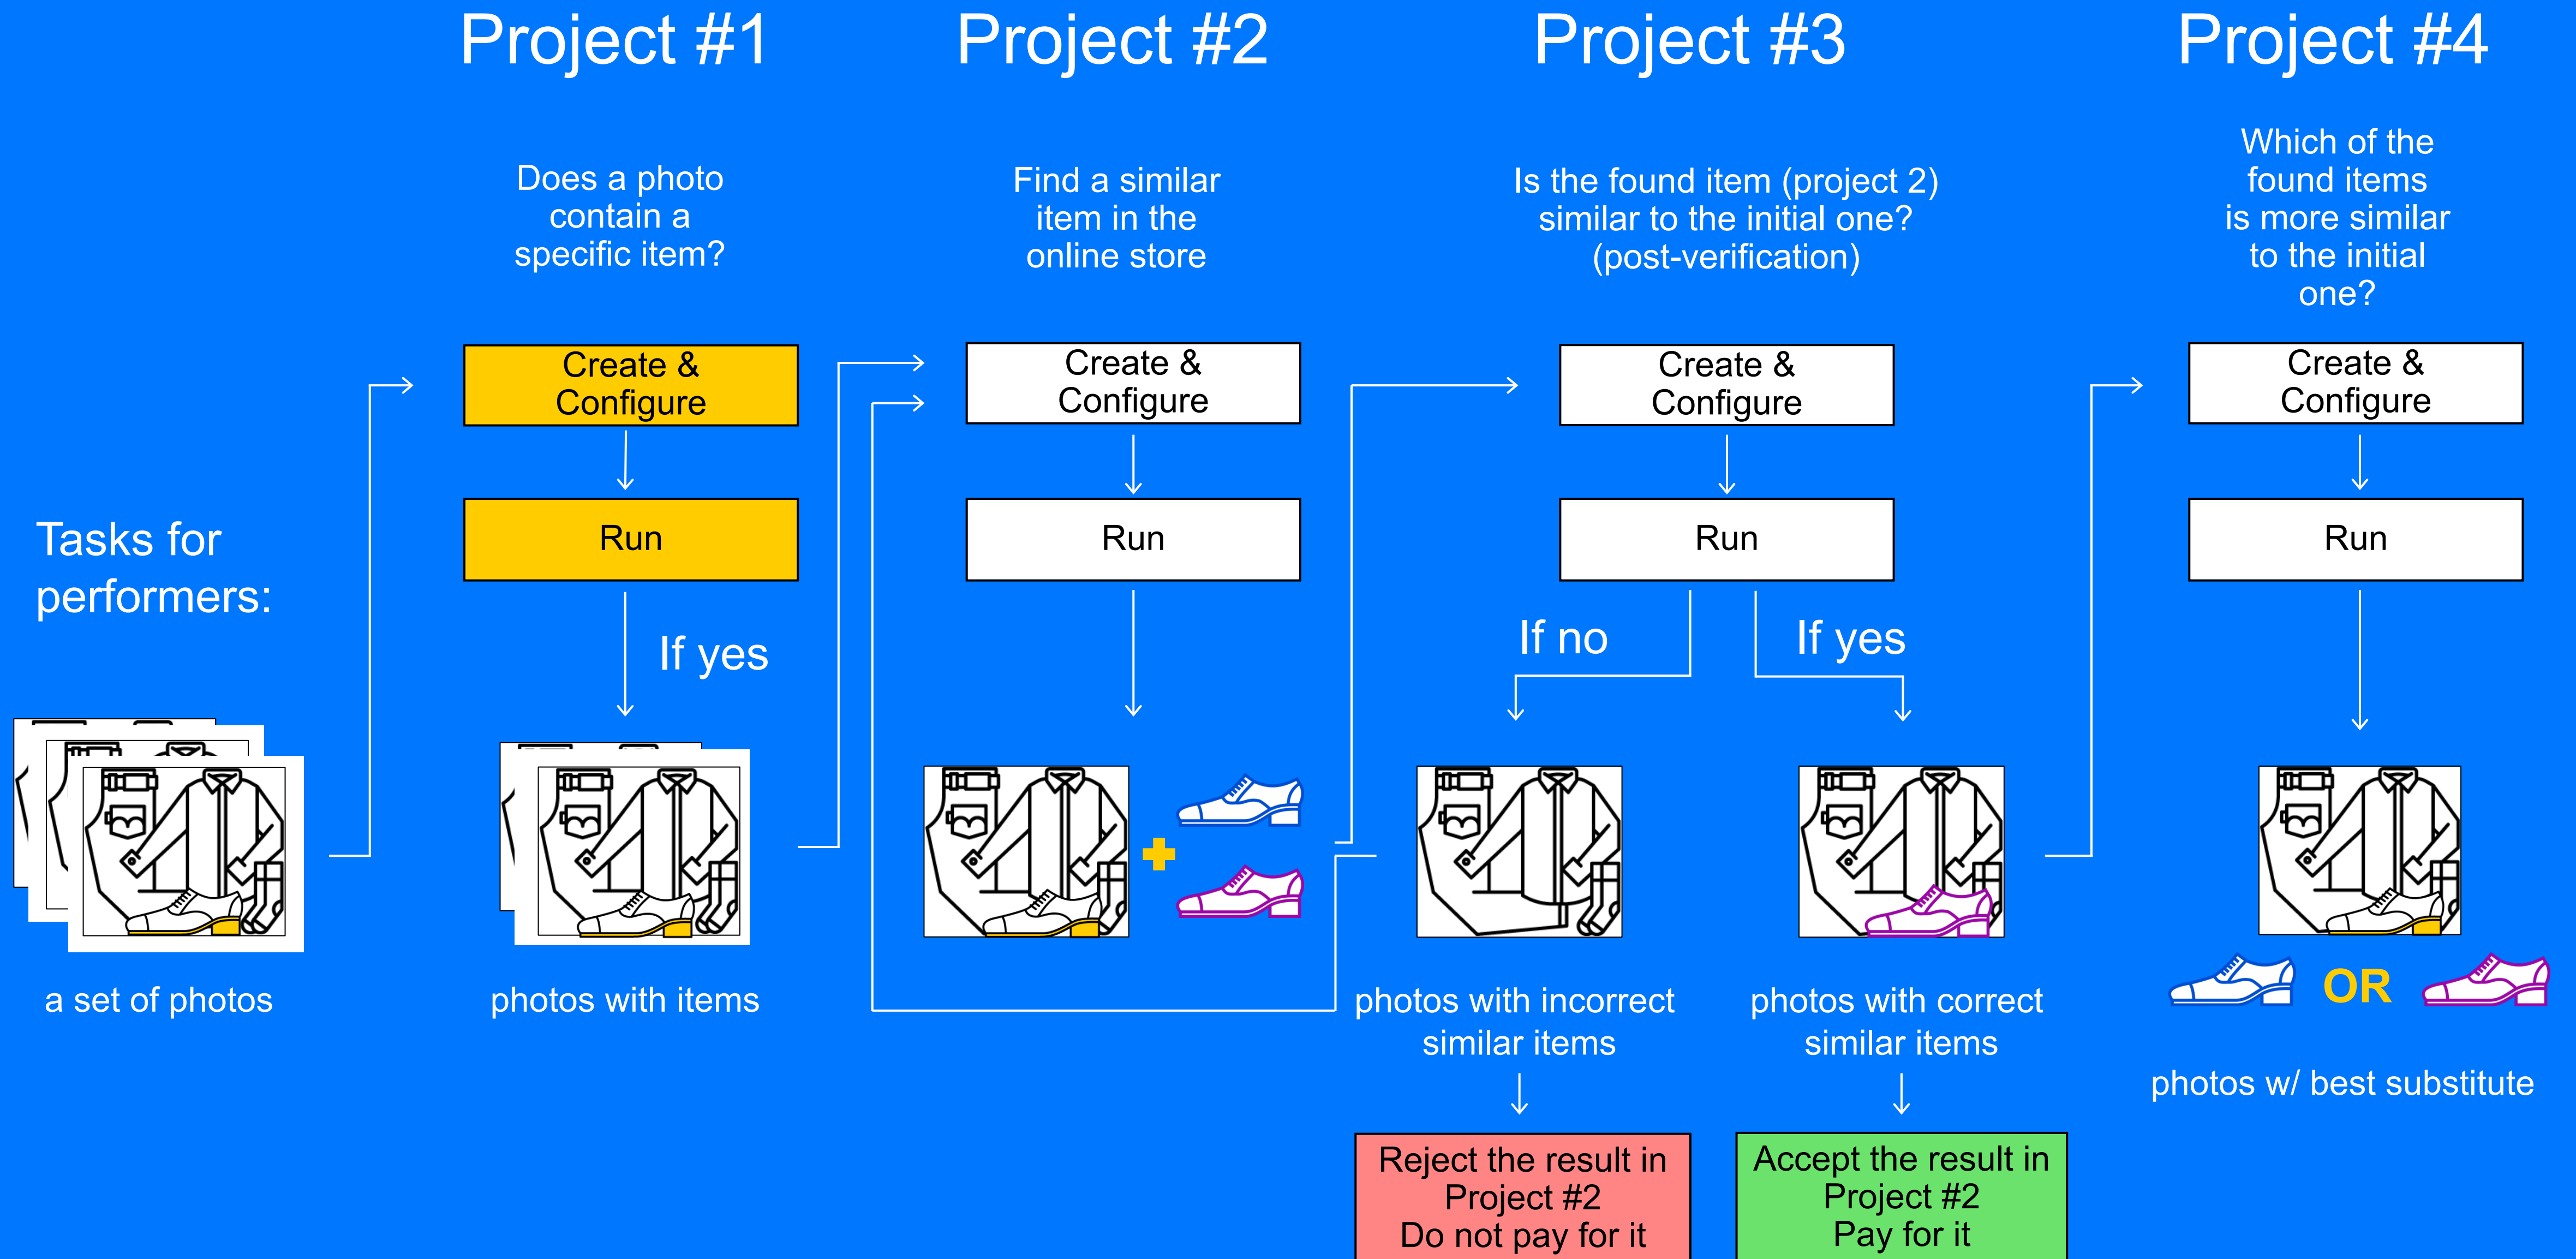 Project #1
Project #2
Project #3
Project #4
Does a photo
contain a
specific item?
Find a similar
item in the
online store
Is the found item (project 2)
similar to the initial one?
(post-verification)
Which of the
found items
is more similar
to the initial
one?
Create &
Configure
Create &
Configure
Create &
Configure
Create &
Configure
Run
Run
Run
Run
Tasks for
performers:
If yes
If no
If yes
a set of photos
photos with items
photos with incorrect
similar items
photos with correct
similar items
OR
photos w/ best substitute
Reject the result in
Project #2
Do not pay for it
Accept the result in
Project #2
Pay for it